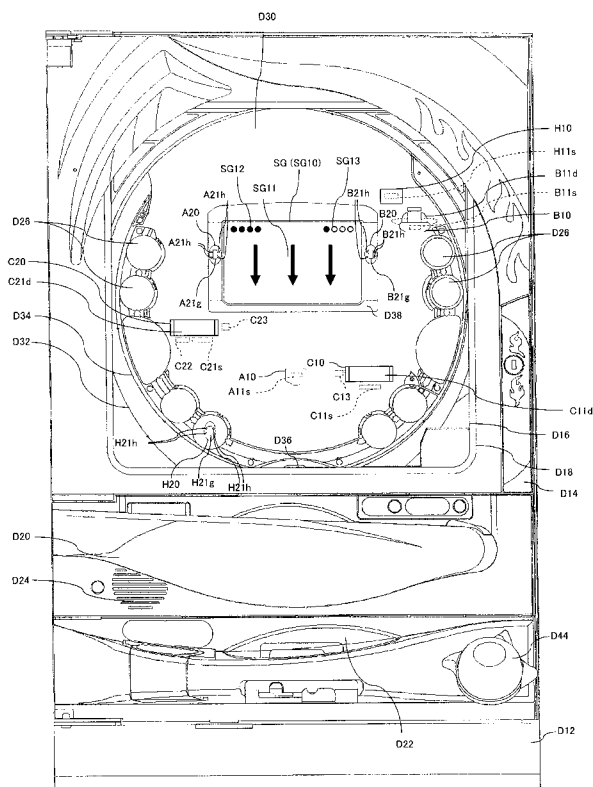 D30
H10
H11s
B11d
B11s
B10
D26
SG (SG10)
SG12
SG13
A21h
SG11
B21h
A20
B20
A21h
B21h
D26
C20
C21d
A21g
B21g
D38
D34
C23
D32
C22
C21s
A10
C10
A11s
C13
C11s
C11d
D16
H21h
D36
D18
H20
H21g
H21h
D14
D20
D24
D44
D22
D12